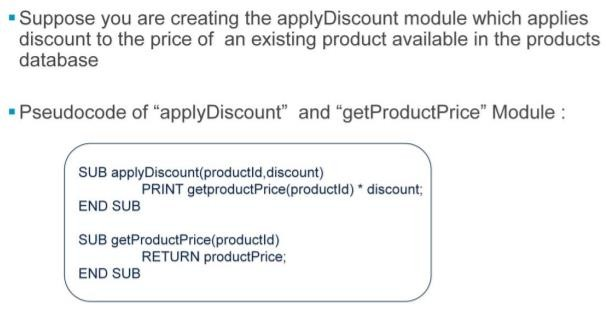 ▪ Suppose you are creating the applyDiscount module which applies
discount to the price of an existing product available in the products
database
▪ Pseudocode of “applyDiscount” and “getProductPrice” Module :
SUB applyDiscount(productId,discount)
PRINT getproductPrice(productId) * discount;
END SUB
SUB getProductPrice(productId)
RETURN productPrice;
END SUB